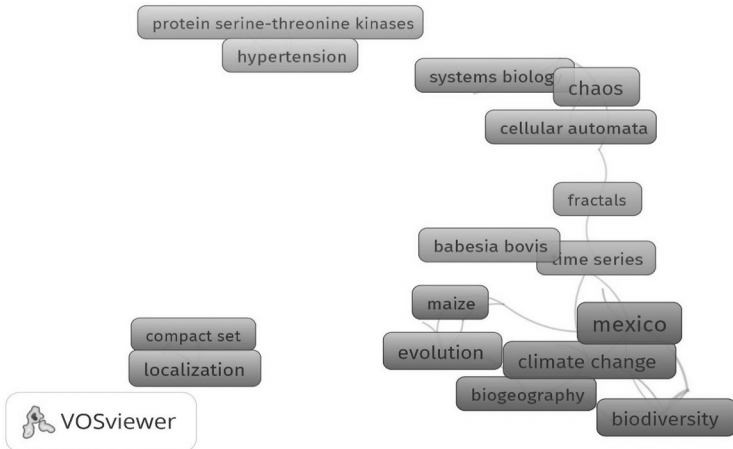 protein serine-threonine kinases
hypertension
systems biolog
chaos
cellular automata
fractals
babesia bovis
time series
maize
mexico
compact set
evolution
climate change
localization
biogeography
biodiversity
VOSviewer